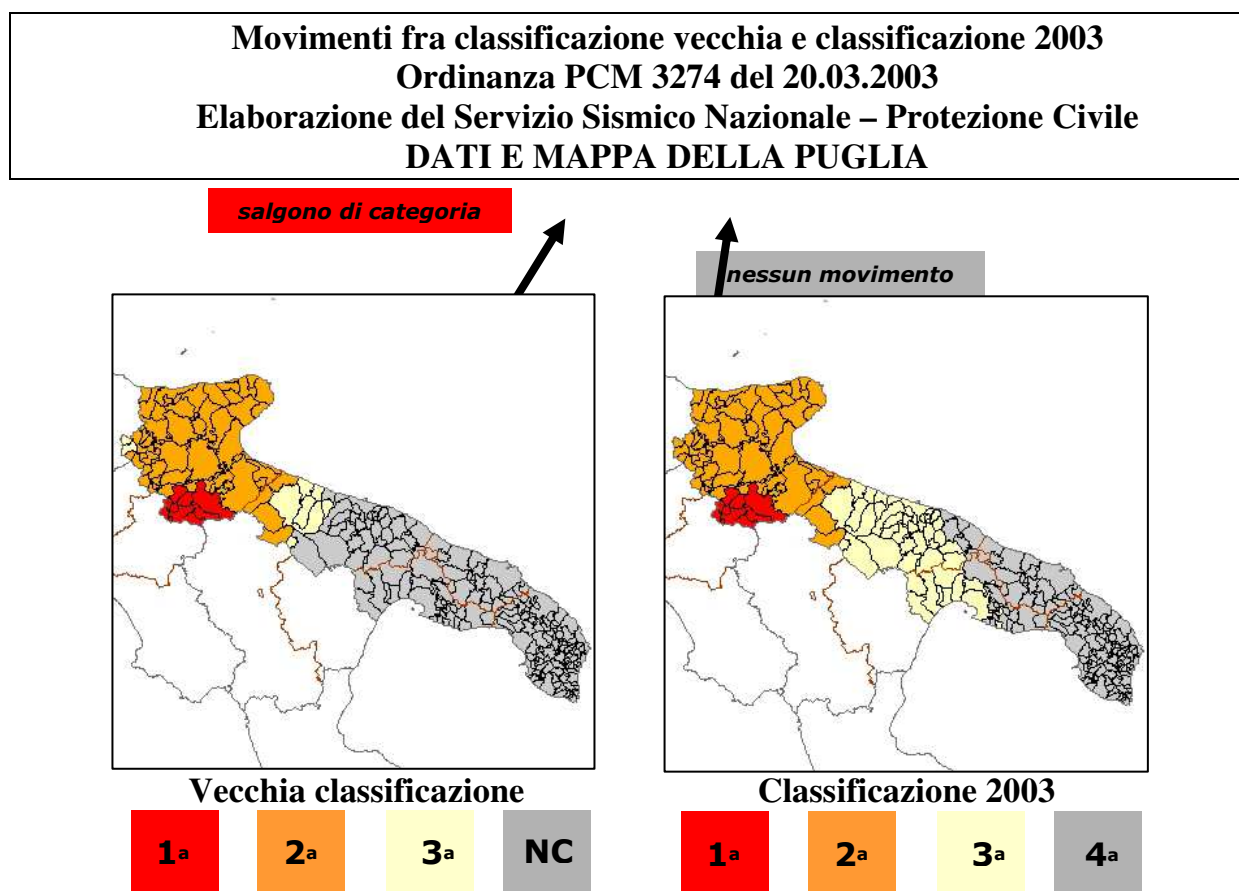 Movimenti fra classificazione vecchia e classificazione 2003
Ordinanza PCM 3274 del 20.03.2003
Elaborazione del Servizio Sismico Nazionale – Protezione Civile
DATI E MAPPA DELLA PUGLIA
salgono di categoria
nessun movimento
Vecchia classificazione
Classificazione 2003
1ª 2ª 3ª NC
1ª 2ª 3ª 4ª